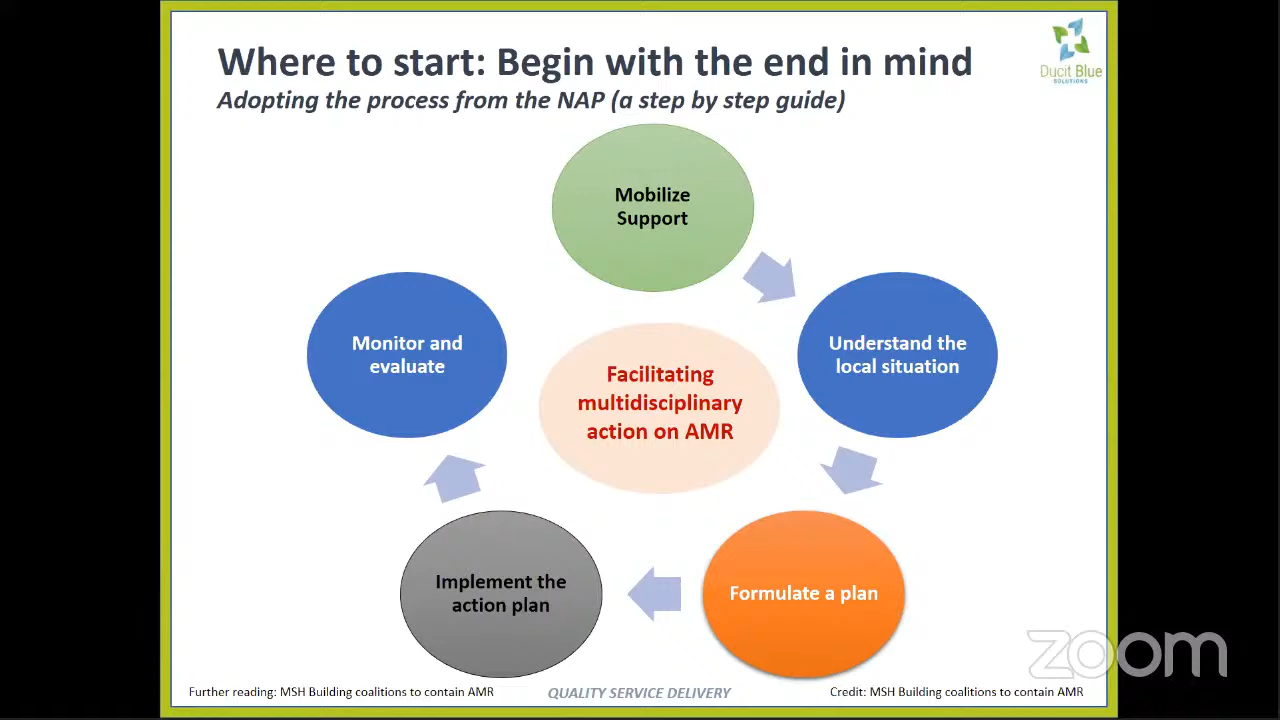 Where to start: Begin with the end in mind
Adopting the process from the NAP (a step by step guide)
Ducit Blue
SOLUTIONS
Mobilize
Support
Monitor and
evaluate
Understand the
local situation
Facilitating
multidisciplinary
action on AMR
Implement the
action plan
Formulate a plan
zoom
Further reading: MSH Building coalitions to contain AMR
QUALITY SERVICE DELIVERY
Credit: MSH Building coalitions to contain AMR